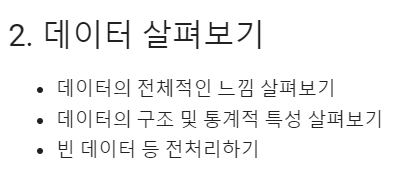 2. 데이터 살펴보기
• 데이터의 전체적인 느낌 살펴보기
• 데이터의 구조 및 통계적 특성 살펴보기
• 빈 데이터 등 전처리하기